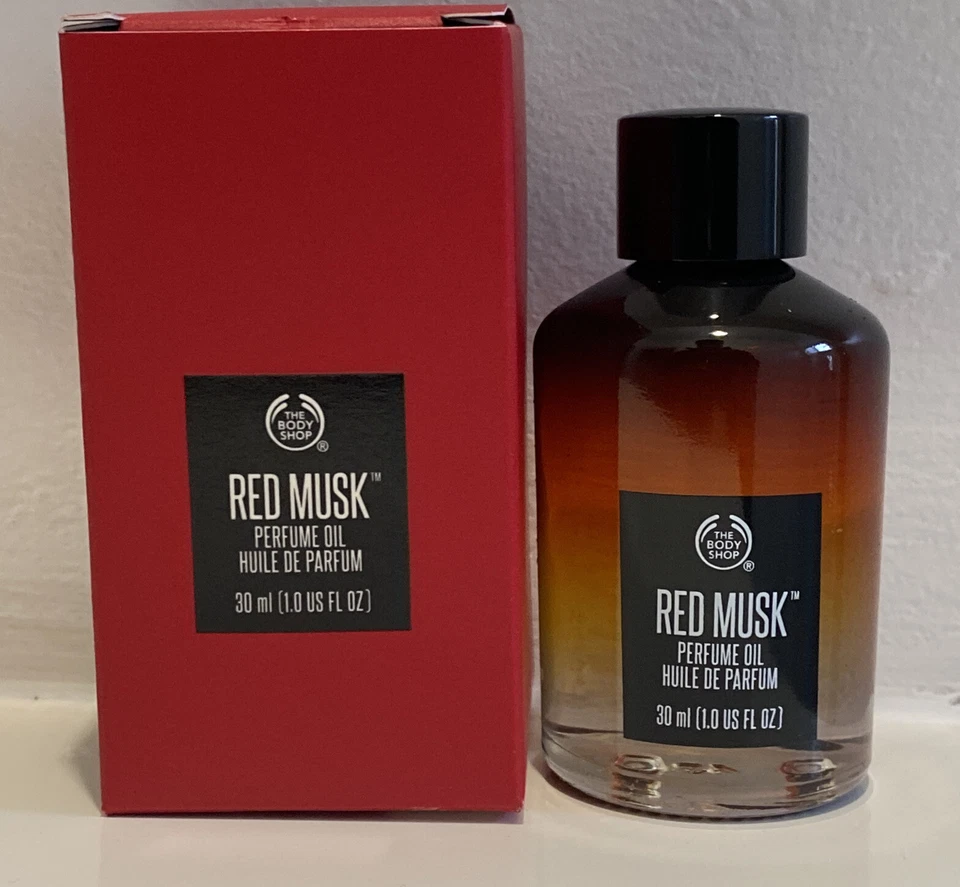 THE
BODY
SHOP
®
RED MUSK™
PERFUME OIL
HUILE DE PARFUM
30 ml (1.0 US FL OZ)
THE
BODY
SHOP
®
RED MUSK™
PERFUME OIL
HUILE DE PARFUM
30 ml (1.0 US FL OZ)